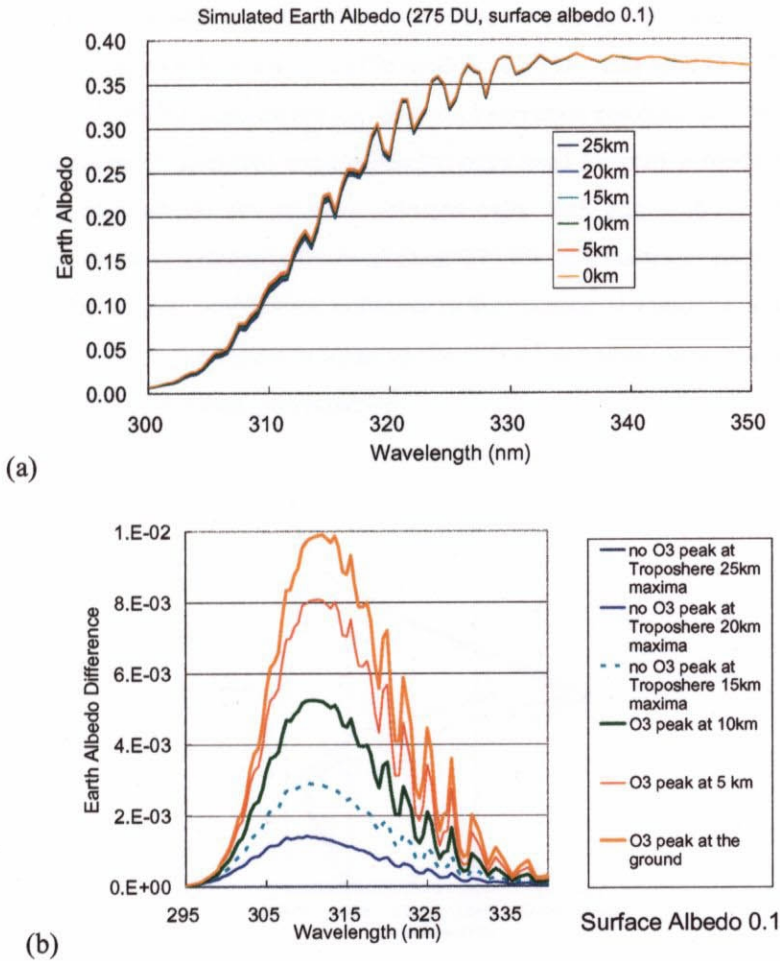 Simulated Earth Albedo (275 DU, surface albedo 0.1)
0.40
0.35
0.30
0.25
0.20
0.15
0.10
0.05
0.00
Earth Albedo
25km
20km
15km
10km
5km
0km
300
310
320
330
340
350
Wavelength (nm)
(a)
1.E-02
8.E-03
6.E-03
4.E-03
2.E-03
0.E+00
Earth Albedo Difference
295
305
315
325
335
Wavelength (nm)
no O3 peak at
Troposhere 25km
maxima
no O3 peak at
Troposhere 20km
maxima
no O3 peak at
Troposhere 15km
maxima
O3 peak at 10km
O3 peak at 5 km
O3 peak at the
ground
Surface Albedo 0.1
(b)